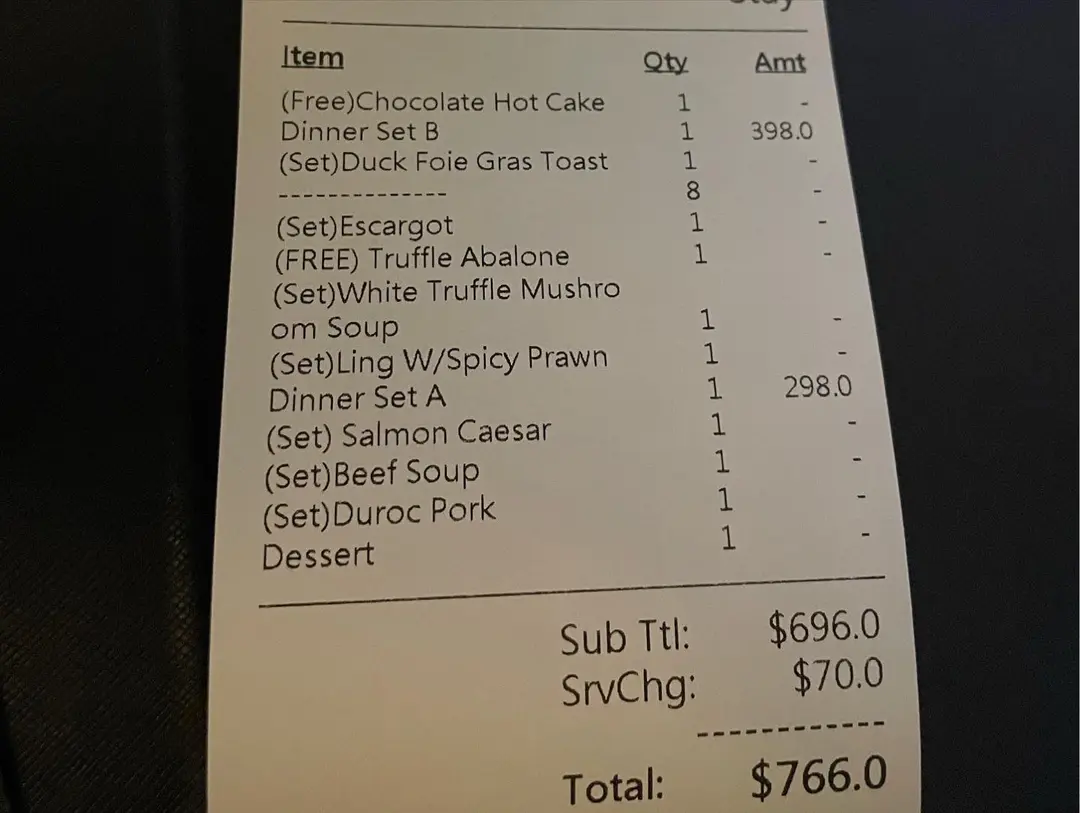 Item Qty Amt
(Free)Chocolate Hot Cake 1 -
Dinner Set B 1 398.0
(Set)Duck Foie Gras Toast 1 -
-------------- 8 -
(Set)Escargot 1 -
(FREE) Truffle Abalone 1 -
(Set)White Truffle Mushro
om Soup 1 -
(Set)Ling W/Spicy Prawn 1 -
Dinner Set A 1 298.0
(Set) Salmon Caesar 1 -
(Set)Beef Soup 1 -
(Set)Duroc Pork 1 -
Dessert 1 -
Sub Ttl: $696.0
SrvChg: $70.0
------------
Total: $766.0